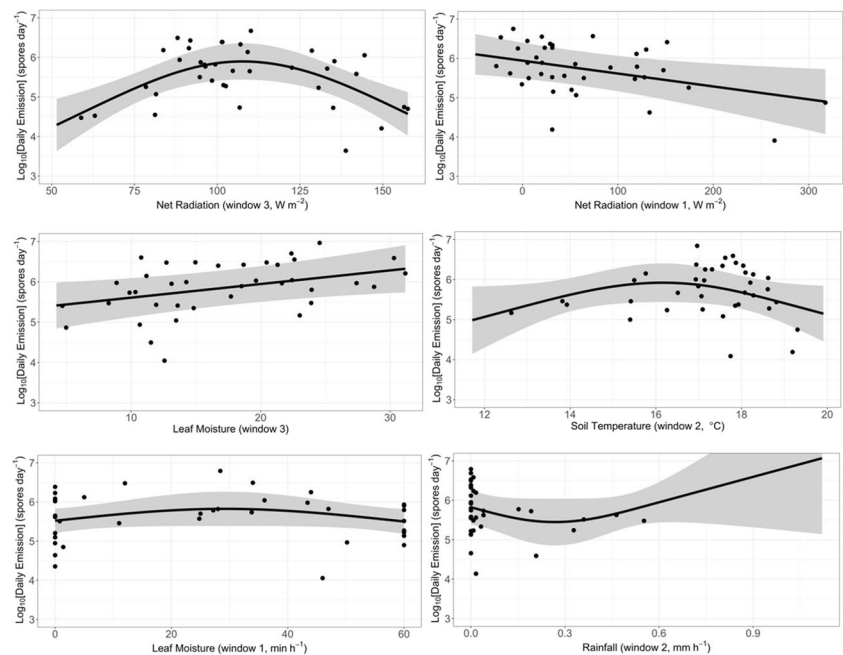 Log₁₀[Daily Emission] (spores day⁻¹)
7
6
5
4
3
50 75 100 125 150
Net Radiation (window 3, W m⁻²)
Log₁₀[Daily Emission] (spores day⁻¹)
7
6
5
4
3
0 100 200 300
Net Radiation (window 1, W m⁻²)
Log₁₀[Daily Emission] (spores day⁻¹)
7
6
5
4
3
10 20 30
Leaf Moisture (window 3)
Log₁₀[Daily Emission] (spores day⁻¹)
7
6
5
4
3
12 14 16 18 20
Soil Temperature (window 2, °C)
Log₁₀[Daily Emission] (spores day⁻¹)
7
6
5
4
3
0 20 40 60
Leaf Moisture (window 1, min h⁻¹)
Log₁₀[Daily Emission] (spores day⁻¹)
7
6
5
4
3
0.0 0.3 0.6 0.9
Rainfall (window 2, mm h⁻¹)